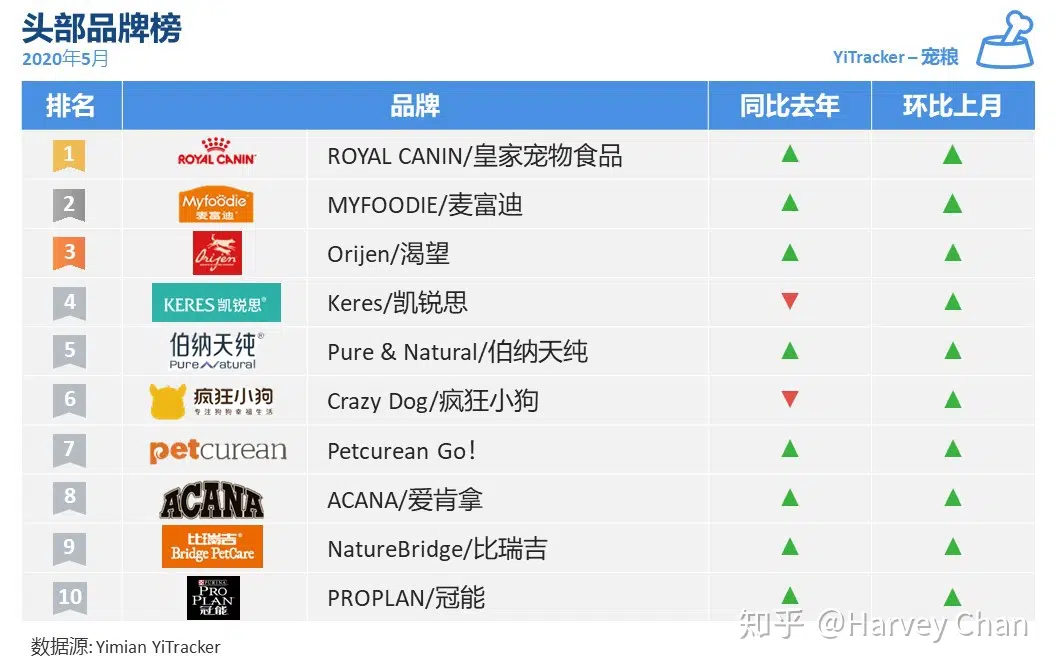 头部品牌榜
2020年5月
YiTracker – 宠粮
排名 品牌 同比去年 环比上月
1 ROYAL CANIN ROYAL CANIN/皇家宠物食品 ▲ ▲
2 Myfoodie 麦富迪 MYFOODIE/麦富迪 ▲ ▲
3 Orijen Orijen/渴望 ▲ ▲
4 KERES 凯锐思® Keres/凯锐思 ▼ ▲
5 伯纳天纯® Pure Natural Pure & Natural/伯纳天纯 ▲ ▲
6 疯狂小狗 专注狗狗幸福生活 Crazy Dog/疯狂小狗 ▼ ▲
7 petcurean Petcurean Go! ▲ ▲
8 ACANA ACANA/爱肯拿 ▲ ▲
9 比瑞吉® Bridge PetCare NatureBridge/比瑞吉 ▲ ▲
10 PURINA PRO PLAN 冠能 PROPLAN/冠能 ▲ ▲
数据源: Yimian YiTracker
知乎 @Harvey Chan